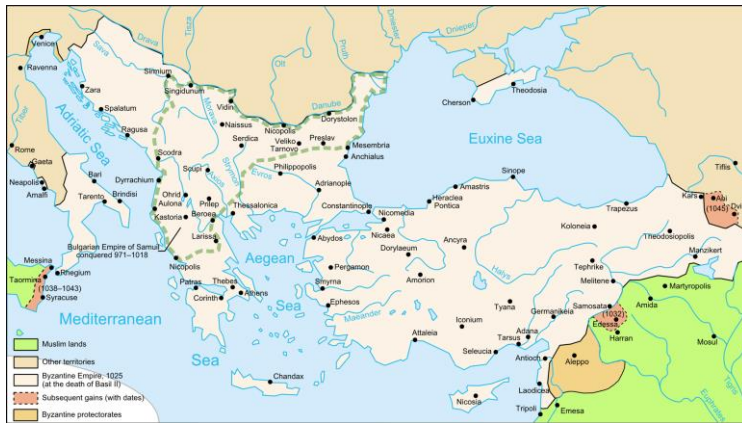 Venice
Ravenna
Adriatic Sea
Tiber
Rome
Gaeta
Neapolis
Amalfi
Bari
Tarento
Brindisi
Messina
Rhegium
Taormina
(1038–1043)
Syracuse
Mediterranean
Sea
Drava
Sava
Tisza
Olt
Pruth
Dniester
Dnieper
Sirmium
Singidunum
Zara
Spalatum
Ragusa
Morava
Vidin
Naissus
Danube
Nicopolis
Dorystolon
Veliko
Tarnovo
Preslav
Serdica
Mesembria
Anchialus
Scodra
Skupi
Axios
Strymon
Evros
Philippopolis
Dyrrachium
Ohrid
Prilep
Aulona
Kastoria
Beroea
Thessalonica
Adrianople
Constantinople
Larissa
Bulgarian Empire of Samuil
conquered 971–1018
Nicopolis
Patras
Thebes
Corinth
Athens
Aegean
Sea
Chandax
Cherson
Theodosia
Euxine Sea
Sinope
Amastris
Heraclea
Pontica
Nicomedia
Nicaea
Abydos
Dorylaeum
Ancyra
Pergamon
Smyrna
Amorion
Ephesos
Maeander
Halys
Trapezus
Koloneia
Theodosiopolis
Tephrike
Melitene
Iconium
Tyana
Attaleia
Seleucia
Tarsus
Adana
Germanikeia
Samosata
(1032)
Edessa
Harran
Antioch
Aleppo
Laodicea
Nicosia
Tripoli
Emesa
Tiflis
Kars
Ani
(1045)
Manzikert
Martyropolis
Amida
Mosul
Euphrates
Muslim lands
Other territories
Byzantine Empire, 1025
(at the death of Basil II)
Subsequent gains (with dates)
Byzantine protectorates